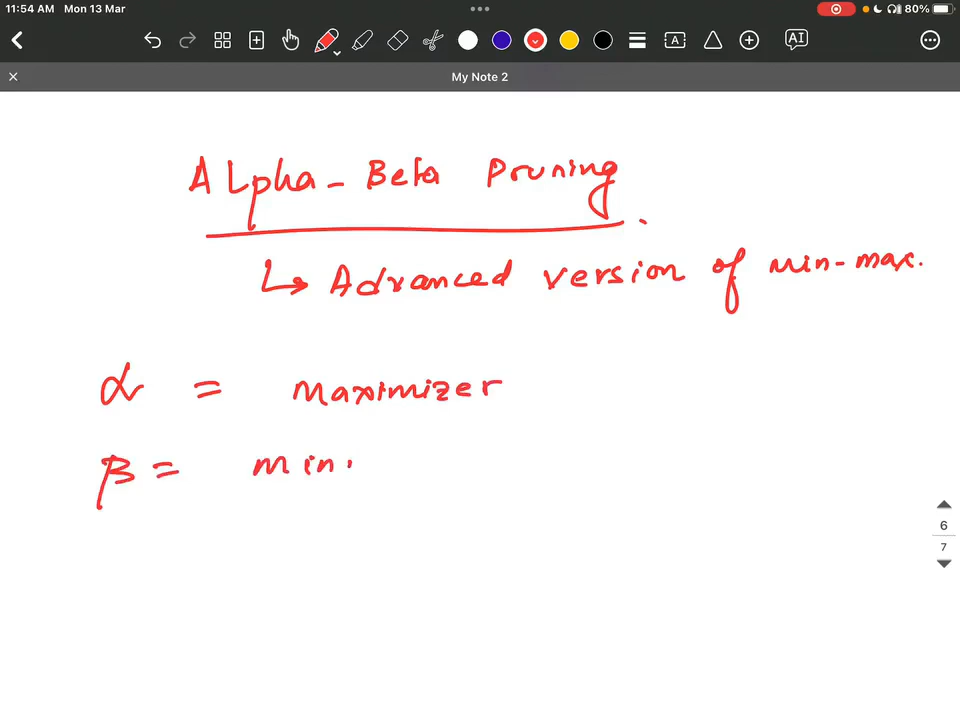 11:54 AM Mon 13 Mar
80%
A
AI
My Note 2
Alpha-Beta Pruning
↳ Advanced version of min-max.
α = Maximizer
β = min
6
7